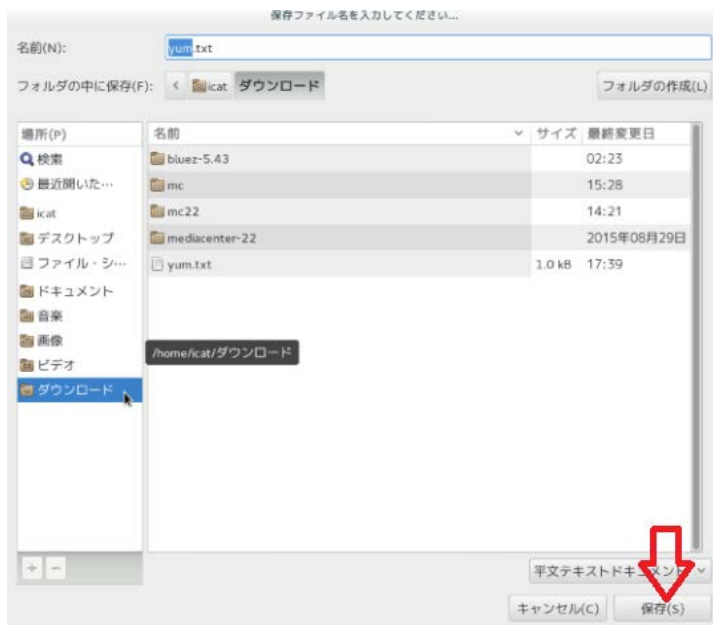 保存ファイル名を入力してください...
名前(N): yum.txt
フォルダの中に保存(F): < icat ダウンロード フォルダの作成(L)
場所(P) 名前 サイズ 最終変更日
検索 bluez-5.43 02:23
最近開いた… mc 15:28
icat mc22 14:21
デスクトップ mediacenter-22 2015年08月29日
ファイル・シ… yum.txt 1.0 kB 17:39
ドキュメント
音楽
画像
ビデオ /home/icat/ダウンロード
ダウンロード
+ -
平文テキストドキュメント
キャンセル(C) 保存(S)